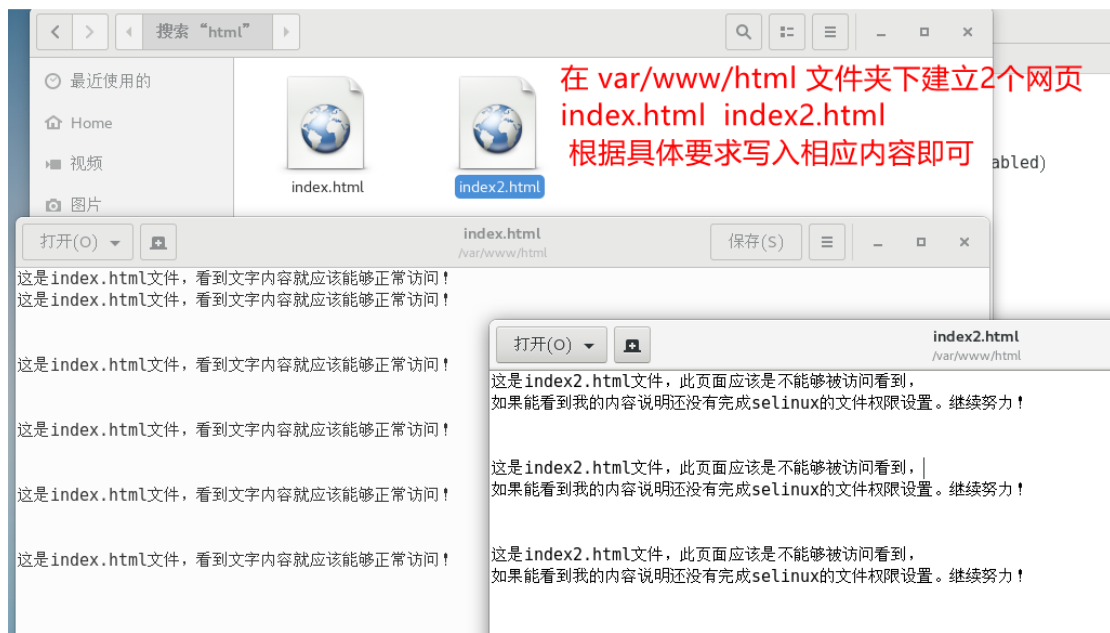 搜索“html”
在 var/www/html 文件夹下建立2个网页
index.html  index2.html
根据具体要求写入相应内容即可
最近使用的
Home
视频
图片
index.html
index2.html
abled)
打开(O)
index.html
/var/www/html
保存(S)
这是index.html文件，看到文字内容就应该能够正常访问！
这是index.html文件，看到文字内容就应该能够正常访问！
这是index.html文件，看到文字内容就应该能够正常访问！
这是index.html文件，看到文字内容就应该能够正常访问！
这是index.html文件，看到文字内容就应该能够正常访问！
这是index.html文件，看到文字内容就应该能够正常访问！
打开(O)
index2.html
/var/www/html
这是index2.html文件，此页面应该是不能够被访问看到，
如果能看到我的内容说明还没有完成selinux的文件权限设置。继续努力！
这是index2.html文件，此页面应该是不能够被访问看到，
如果能看到我的内容说明还没有完成selinux的文件权限设置。继续努力！
这是index2.html文件，此页面应该是不能够被访问看到，
如果能看到我的内容说明还没有完成selinux的文件权限设置。继续努力！